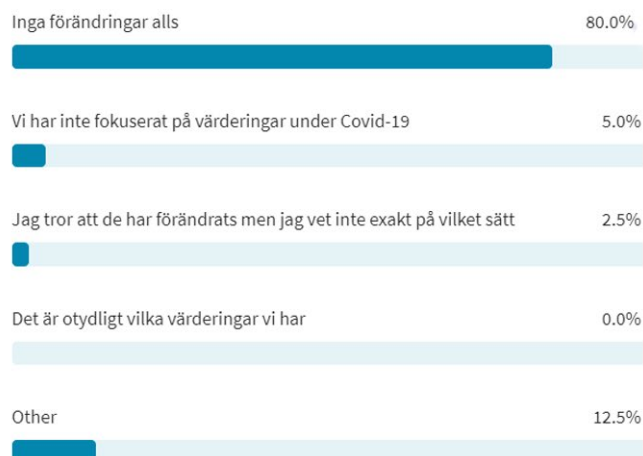 Inga förändringar alls 80.0%
Vi har inte fokuserat på värderingar under Covid-19 5.0%
Jag tror att de har förändrats men jag vet inte exakt på vilket sätt 2.5%
Det är otydligt vilka värderingar vi har 0.0%
Other 12.5%